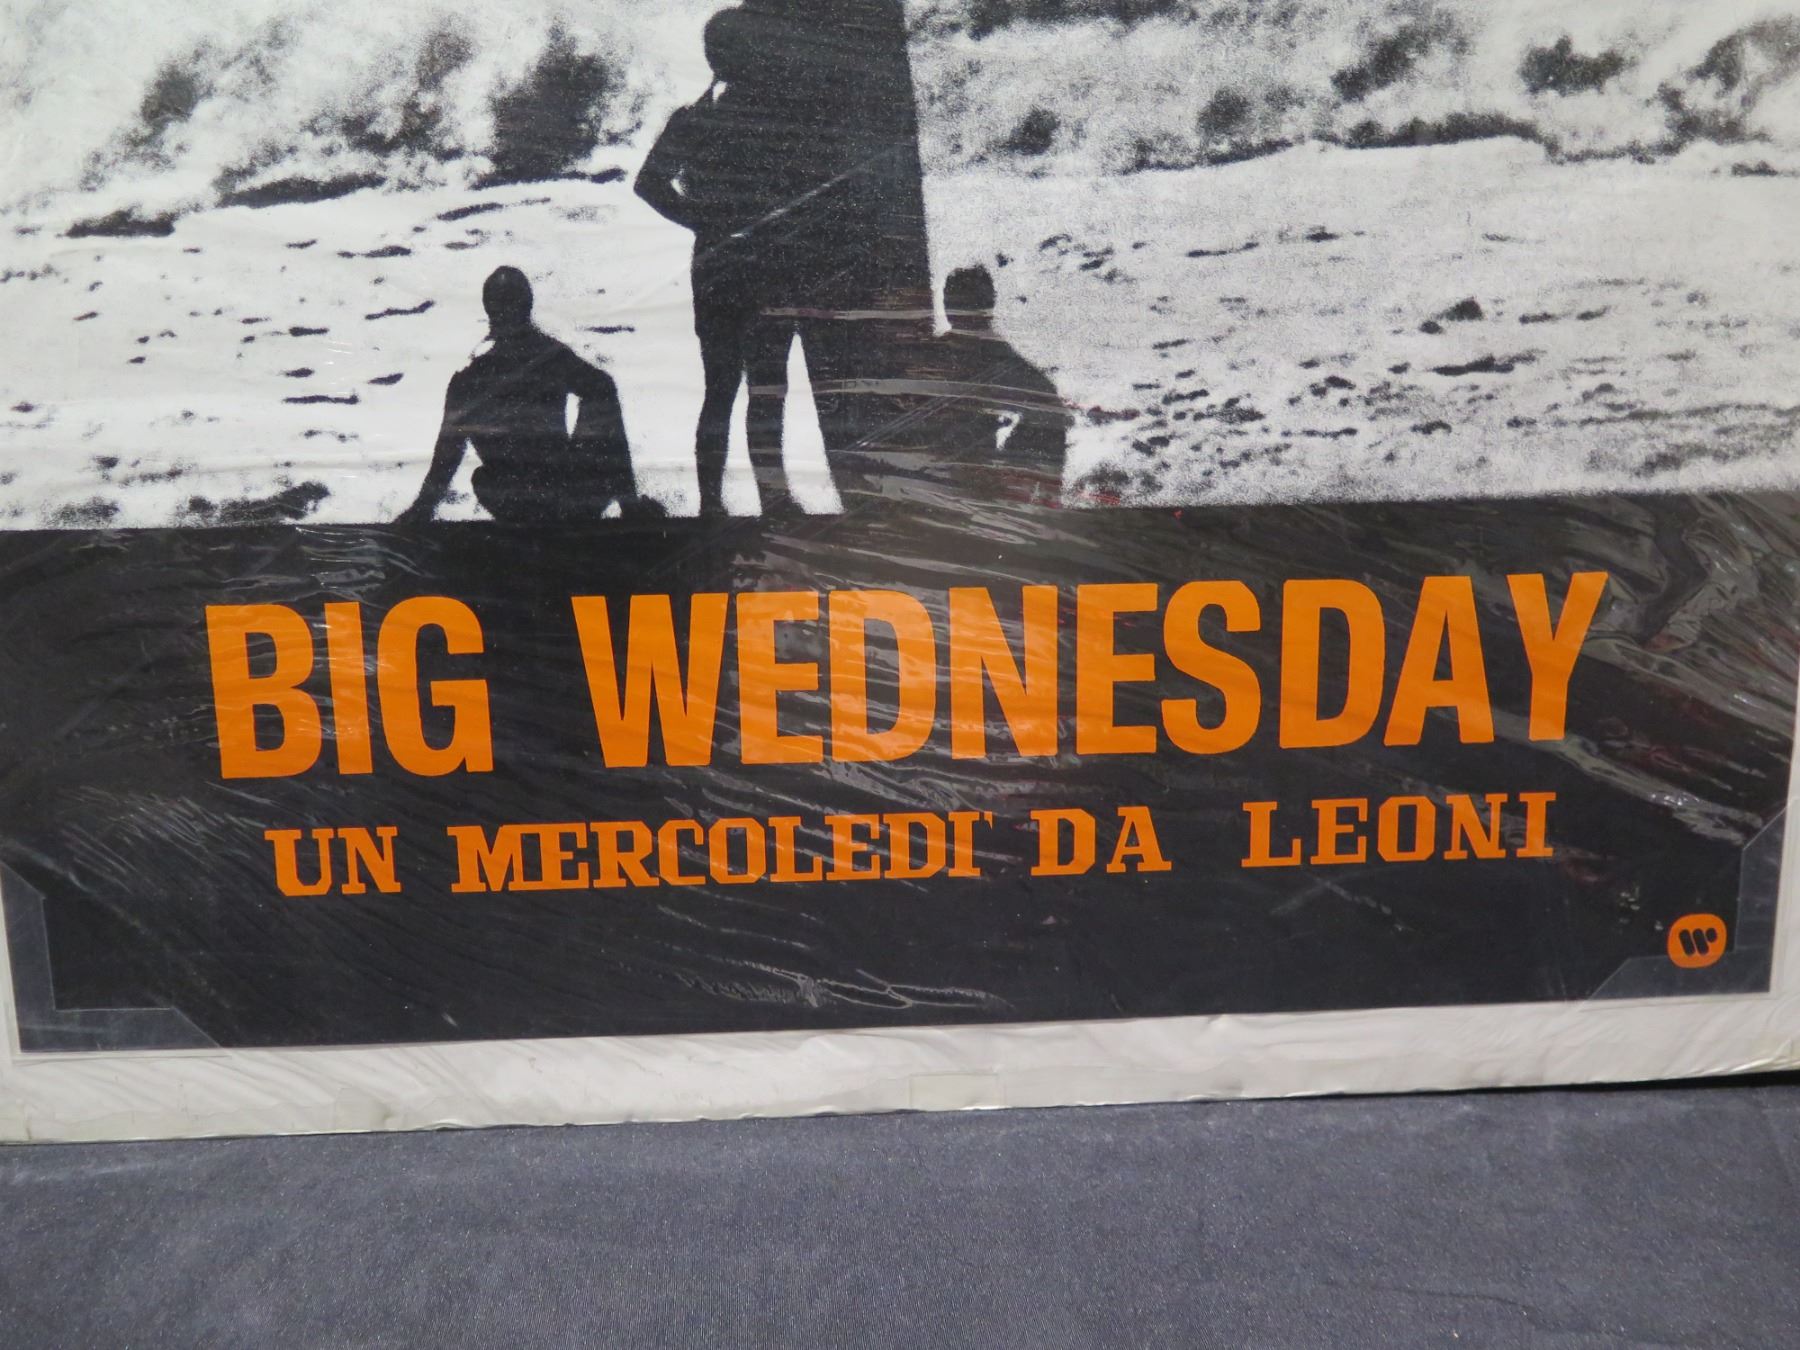 BIG WEDNESDAY
UN MERCOLEDI' DA LEONI